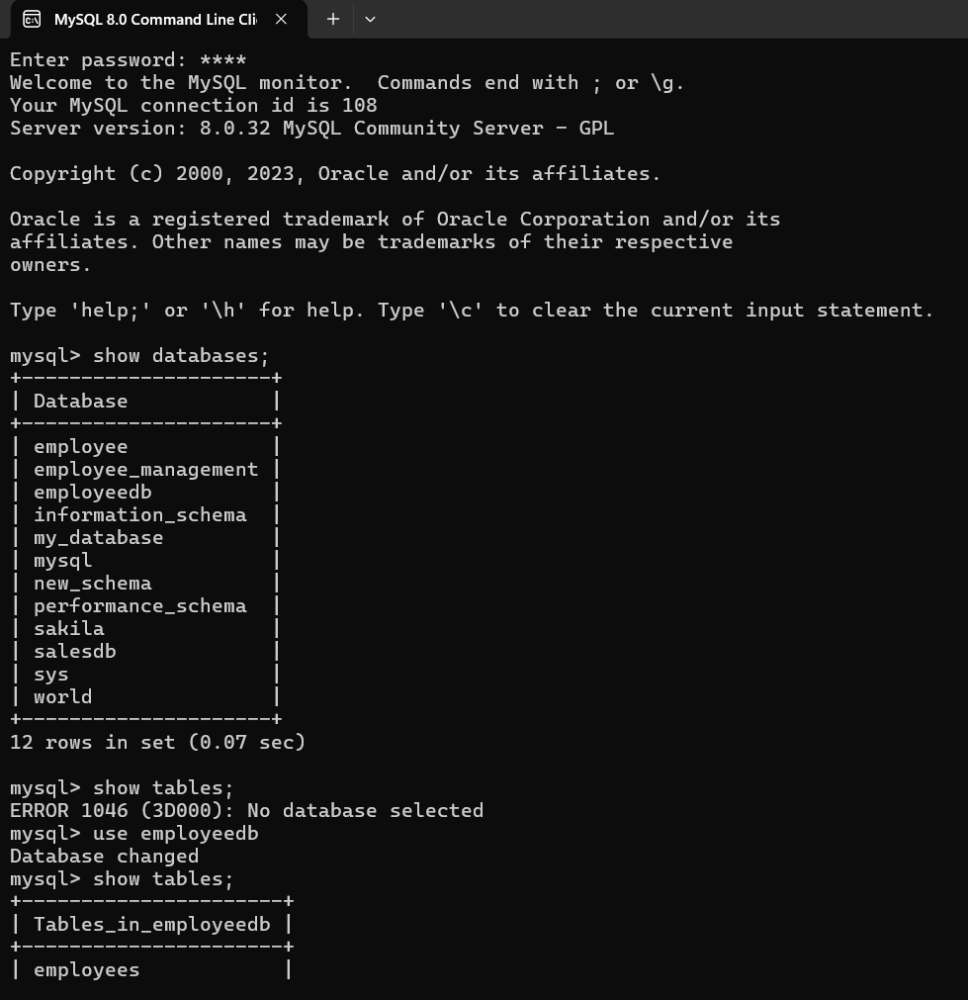 MySQL 8.0 Command Line Cli
Enter password: ****
Welcome to the MySQL monitor.  Commands end with ; or \g.
Your MySQL connection id is 108
Server version: 8.0.32 MySQL Community Server - GPL

Copyright (c) 2000, 2023, Oracle and/or its affiliates.

Oracle is a registered trademark of Oracle Corporation and/or its
affiliates. Other names may be trademarks of their respective
owners.

Type 'help;' or '\h' for help. Type '\c' to clear the current input statement.

mysql> show databases;
+---------------------+
| Database            |
+---------------------+
| employee            |
| employee_management |
| employeedb          |
| information_schema  |
| my_database         |
| mysql               |
| new_schema          |
| performance_schema  |
| sakila              |
| salesdb             |
| sys                 |
| world               |
+---------------------+
12 rows in set (0.07 sec)

mysql> show tables;
ERROR 1046 (3D000): No database selected
mysql> use employeedb
Database changed
mysql> show tables;
+----------------------+
| Tables_in_employeedb |
+----------------------+
| employees            |